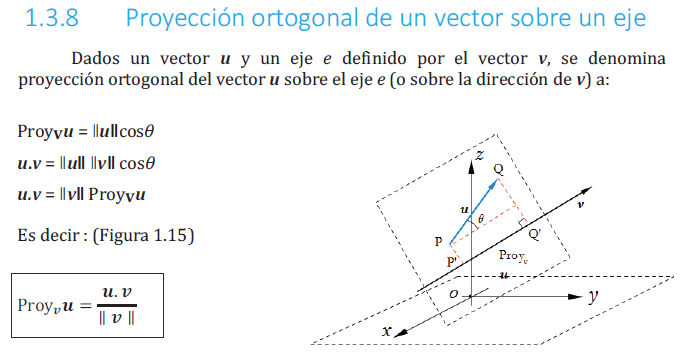 1.3.8 Proyección ortogonal de un vector sobre un eje
Dados un vector u y un eje e definido por el vector v, se denomina
proyección ortogonal del vector u sobre el eje e (o sobre la dirección de v) a:
Proyᵥu = ‖u‖cosθ
u.v = ‖u‖ ‖v‖ cosθ
u.v = ‖v‖ Proyᵥu
Es decir : (Figura 1.15)
Proyᵥu = u.v / ‖ v ‖
z
Q
u
θ
v
P
Q'
P'
Proyᵥ
u
O
y
x